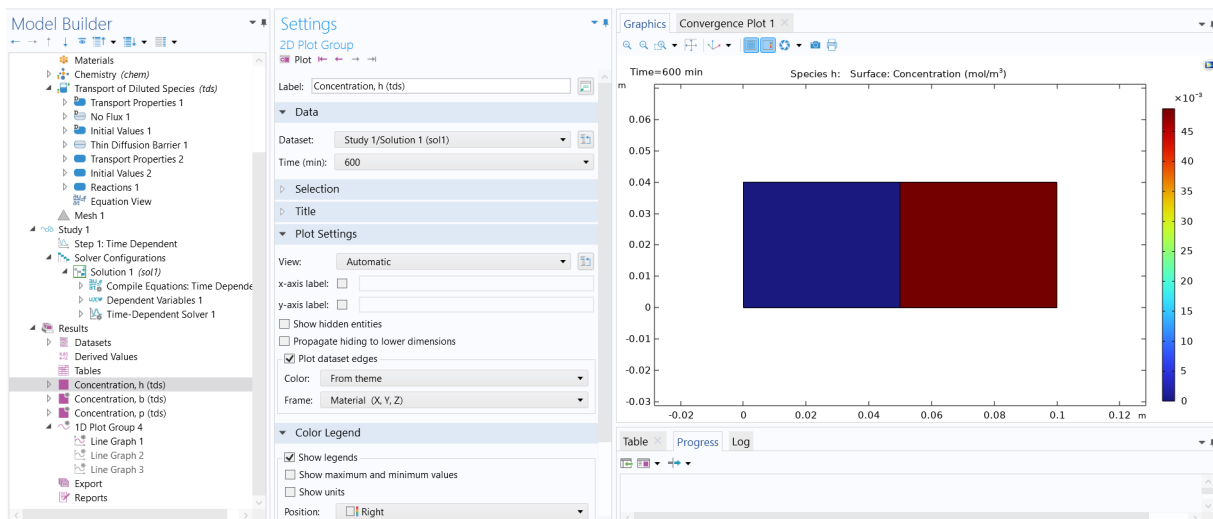 Model Builder
Materials
Chemistry (chem)
Transport of Diluted Species (tds)
Transport Properties 1
No Flux 1
Initial Values 1
Thin Diffusion Barrier 1
Transport Properties 2
Initial Values 2
Reactions 1
Equation View
Mesh 1
Study 1
Step 1: Time Dependent
Solver Configurations
Solution 1 (sol1)
Compile Equations: Time Depende
Dependent Variables 1
Time-Dependent Solver 1
Results
Datasets
Derived Values
Tables
Concentration, h (tds)
Concentration, b (tds)
Concentration, p (tds)
1D Plot Group 4
Line Graph 1
Line Graph 2
Line Graph 3
Export
Reports
Settings
2D Plot Group
Plot
Label: Concentration, h (tds)
Data
Dataset: Study 1/Solution 1 (sol1)
Time (min): 600
Selection
Title
Plot Settings
View: Automatic
x-axis label:
y-axis label:
Show hidden entities
Propagate hiding to lower dimensions
Plot dataset edges
Color: From theme
Frame: Material (X, Y, Z)
Color Legend
Show legends
Show maximum and minimum values
Show units
Position: Right
Graphics Convergence Plot 1
Time=600 min Species h: Surface: Concentration (mol/m³)
m
0.06
0.05
0.04
0.03
0.02
0.01
0
-0.01
-0.02
-0.03
-0.02 0 0.02 0.04 0.06 0.08 0.1 0.12 m
×10⁻³
45
40
35
30
25
20
15
10
5
0
Table Progress Log